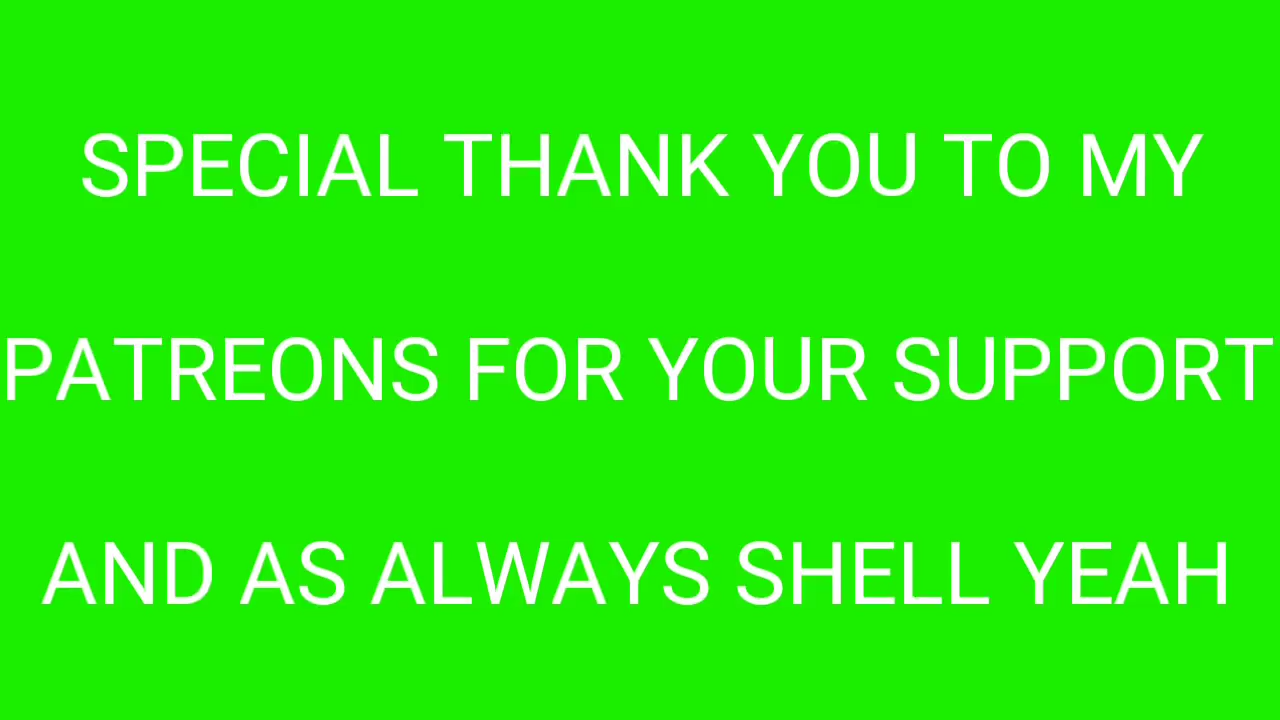 SPECIAL THANK YOU TO MY
PATREONS FOR YOUR SUPPORT
AND AS ALWAYS SHELL YEAH